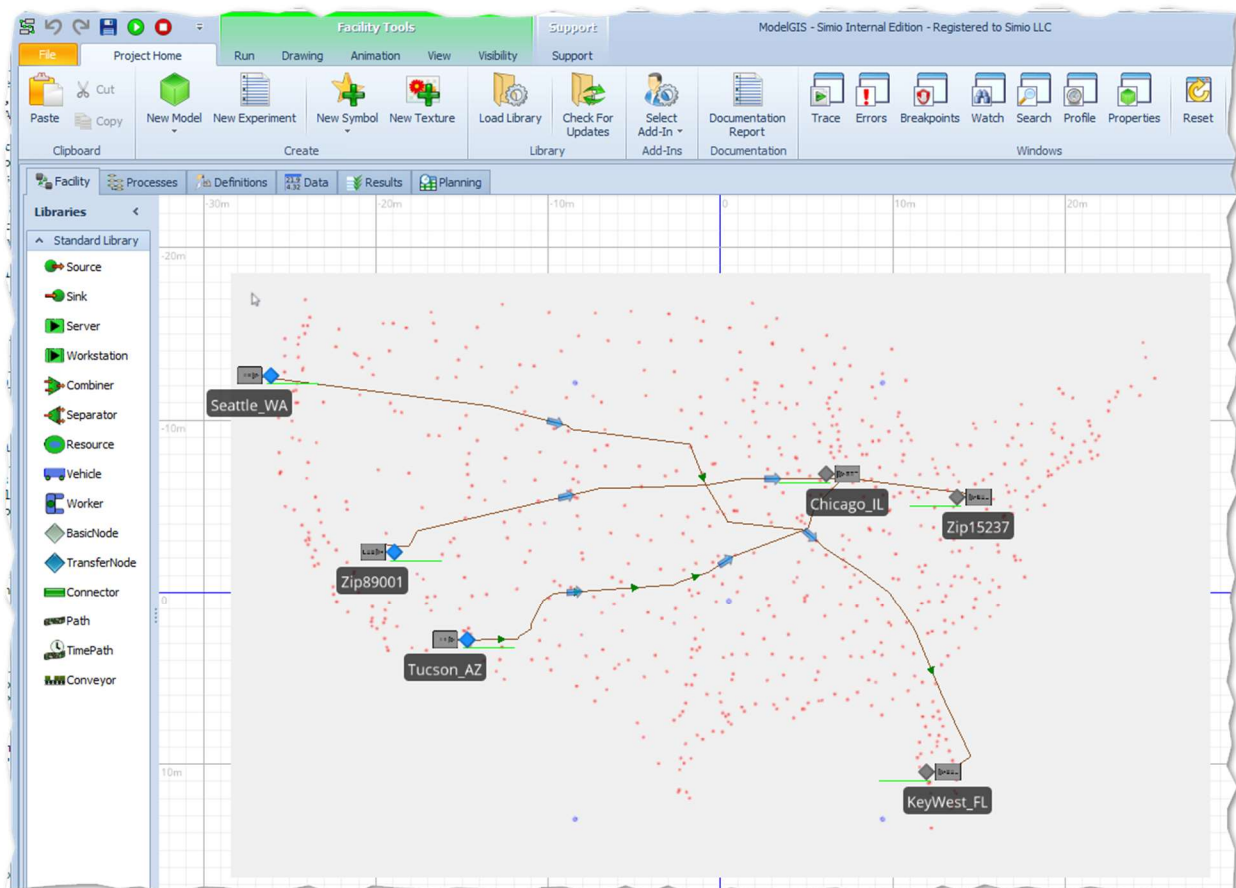 Facility Tools
Support
ModelGIS - Simio Internal Edition - Registered to Simio LLC
File
Project Home
Run
Drawing
Animation
View
Visibility
Support
Paste
Cut
Copy
Clipboard
New Model
New Experiment
New Symbol
New Texture
Create
Load Library
Check For
Updates
Library
Select
Add-In
Add-Ins
Documentation
Report
Documentation
Trace
Errors
Breakpoints
Watch
Search
Profile
Properties
Windows
Reset
Facility
Processes
Definitions
Data
Results
Planning
Libraries
Standard Library
Source
Sink
Server
Workstation
Combiner
Separator
Resource
Vehicle
Worker
BasicNode
TransferNode
Connector
Path
TimePath
Conveyor
-30m
-20m
-10m
0
10m
20m
-20m
-10m
0
10m
Seattle_WA
Chicago_IL
Zip15237
Zip89001
Tucson_AZ
KeyWest_FL